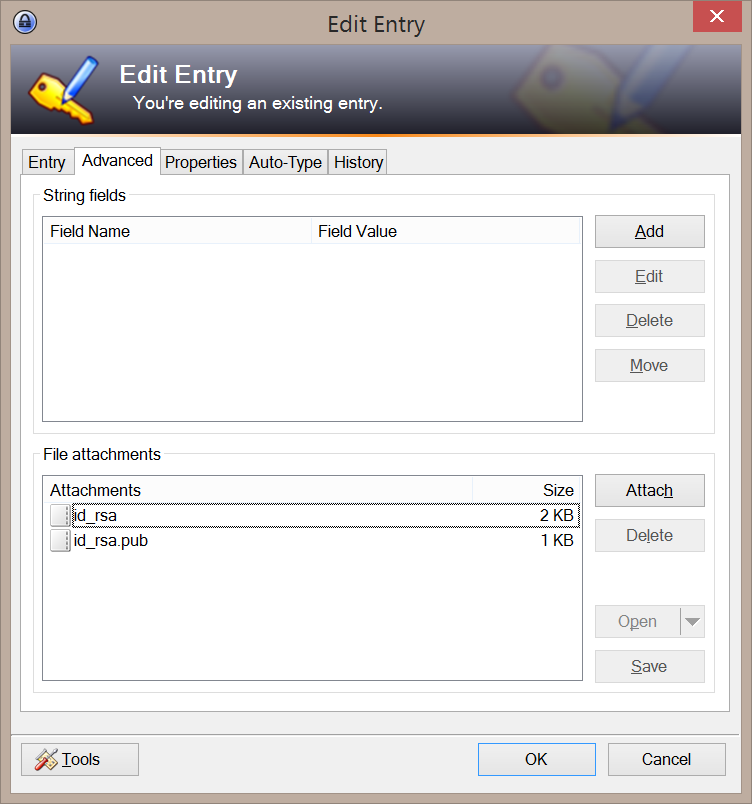 Edit Entry
Edit Entry
You're editing an existing entry.
Entry Advanced Properties Auto-Type History
String fields
Field Name Field Value
Add
Edit
Delete
Move
File attachments
Attachments Size
id_rsa 2 KB
id_rsa.pub 1 KB
Attach
Delete
Open
Save
Tools OK Cancel